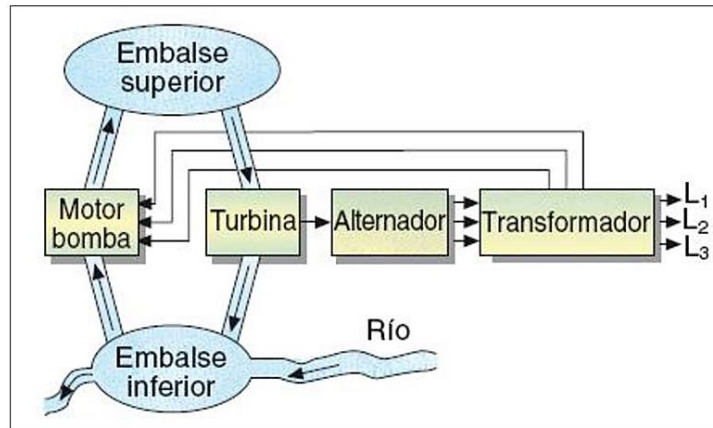 Embalse
superior
Motor
bomba
Turbina
Alternador
Transformador
L₁
L₂
L₃
Río
Embalse
inferior